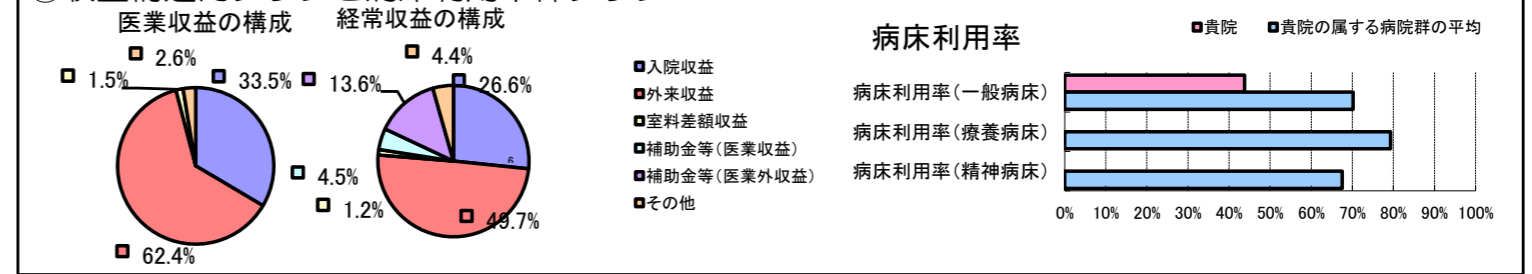 医業収益の構成
2.6%
1.5%
33.5%
62.4%
経常収益の構成
4.4%
13.6%
26.6%
6
4.5%
1.2%
49.7%
入院収益
外来収益
室料差額収益
補助金等(医業収益)
補助金等(医業外収益)
その他
病床利用率
貴院 貴院の属する病院群の平均
病床利用率(一般病床)
病床利用率(療養病床)
病床利用率(精神病床)
0% 10% 20% 30% 40% 50% 60% 70% 80% 90% 100%